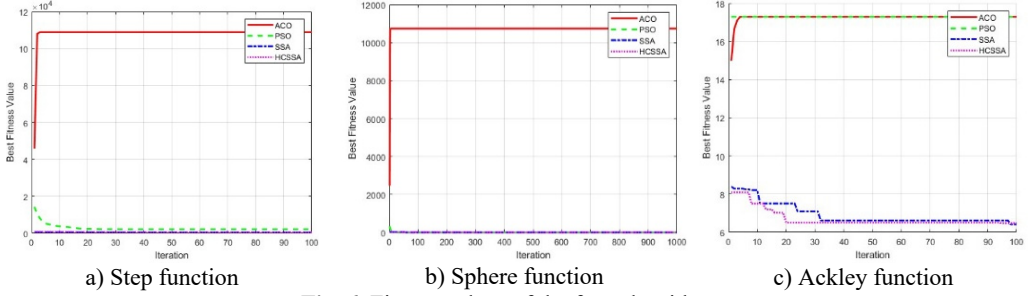 12 ×10⁴
10
8
6
4
2
0
0 10 20 30 40 50 60 70 80 90 100
Best Fitness Value
Iteration
ACO
PSO
SSA
HCSSA
a) Step function
12000
10000
8000
6000
4000
2000
0
0 100 200 300 400 500 600 700 800 900 1000
Best Fitness Value
Iteration
ACO
PSO
SSA
HCSSA
b) Sphere function
18
16
14
12
10
8
6
0 10 20 30 40 50 60 70 80 90 100
Best Fitness Value
Iteration
ACO
PSO
SSA
HCSSA
c) Ackley function